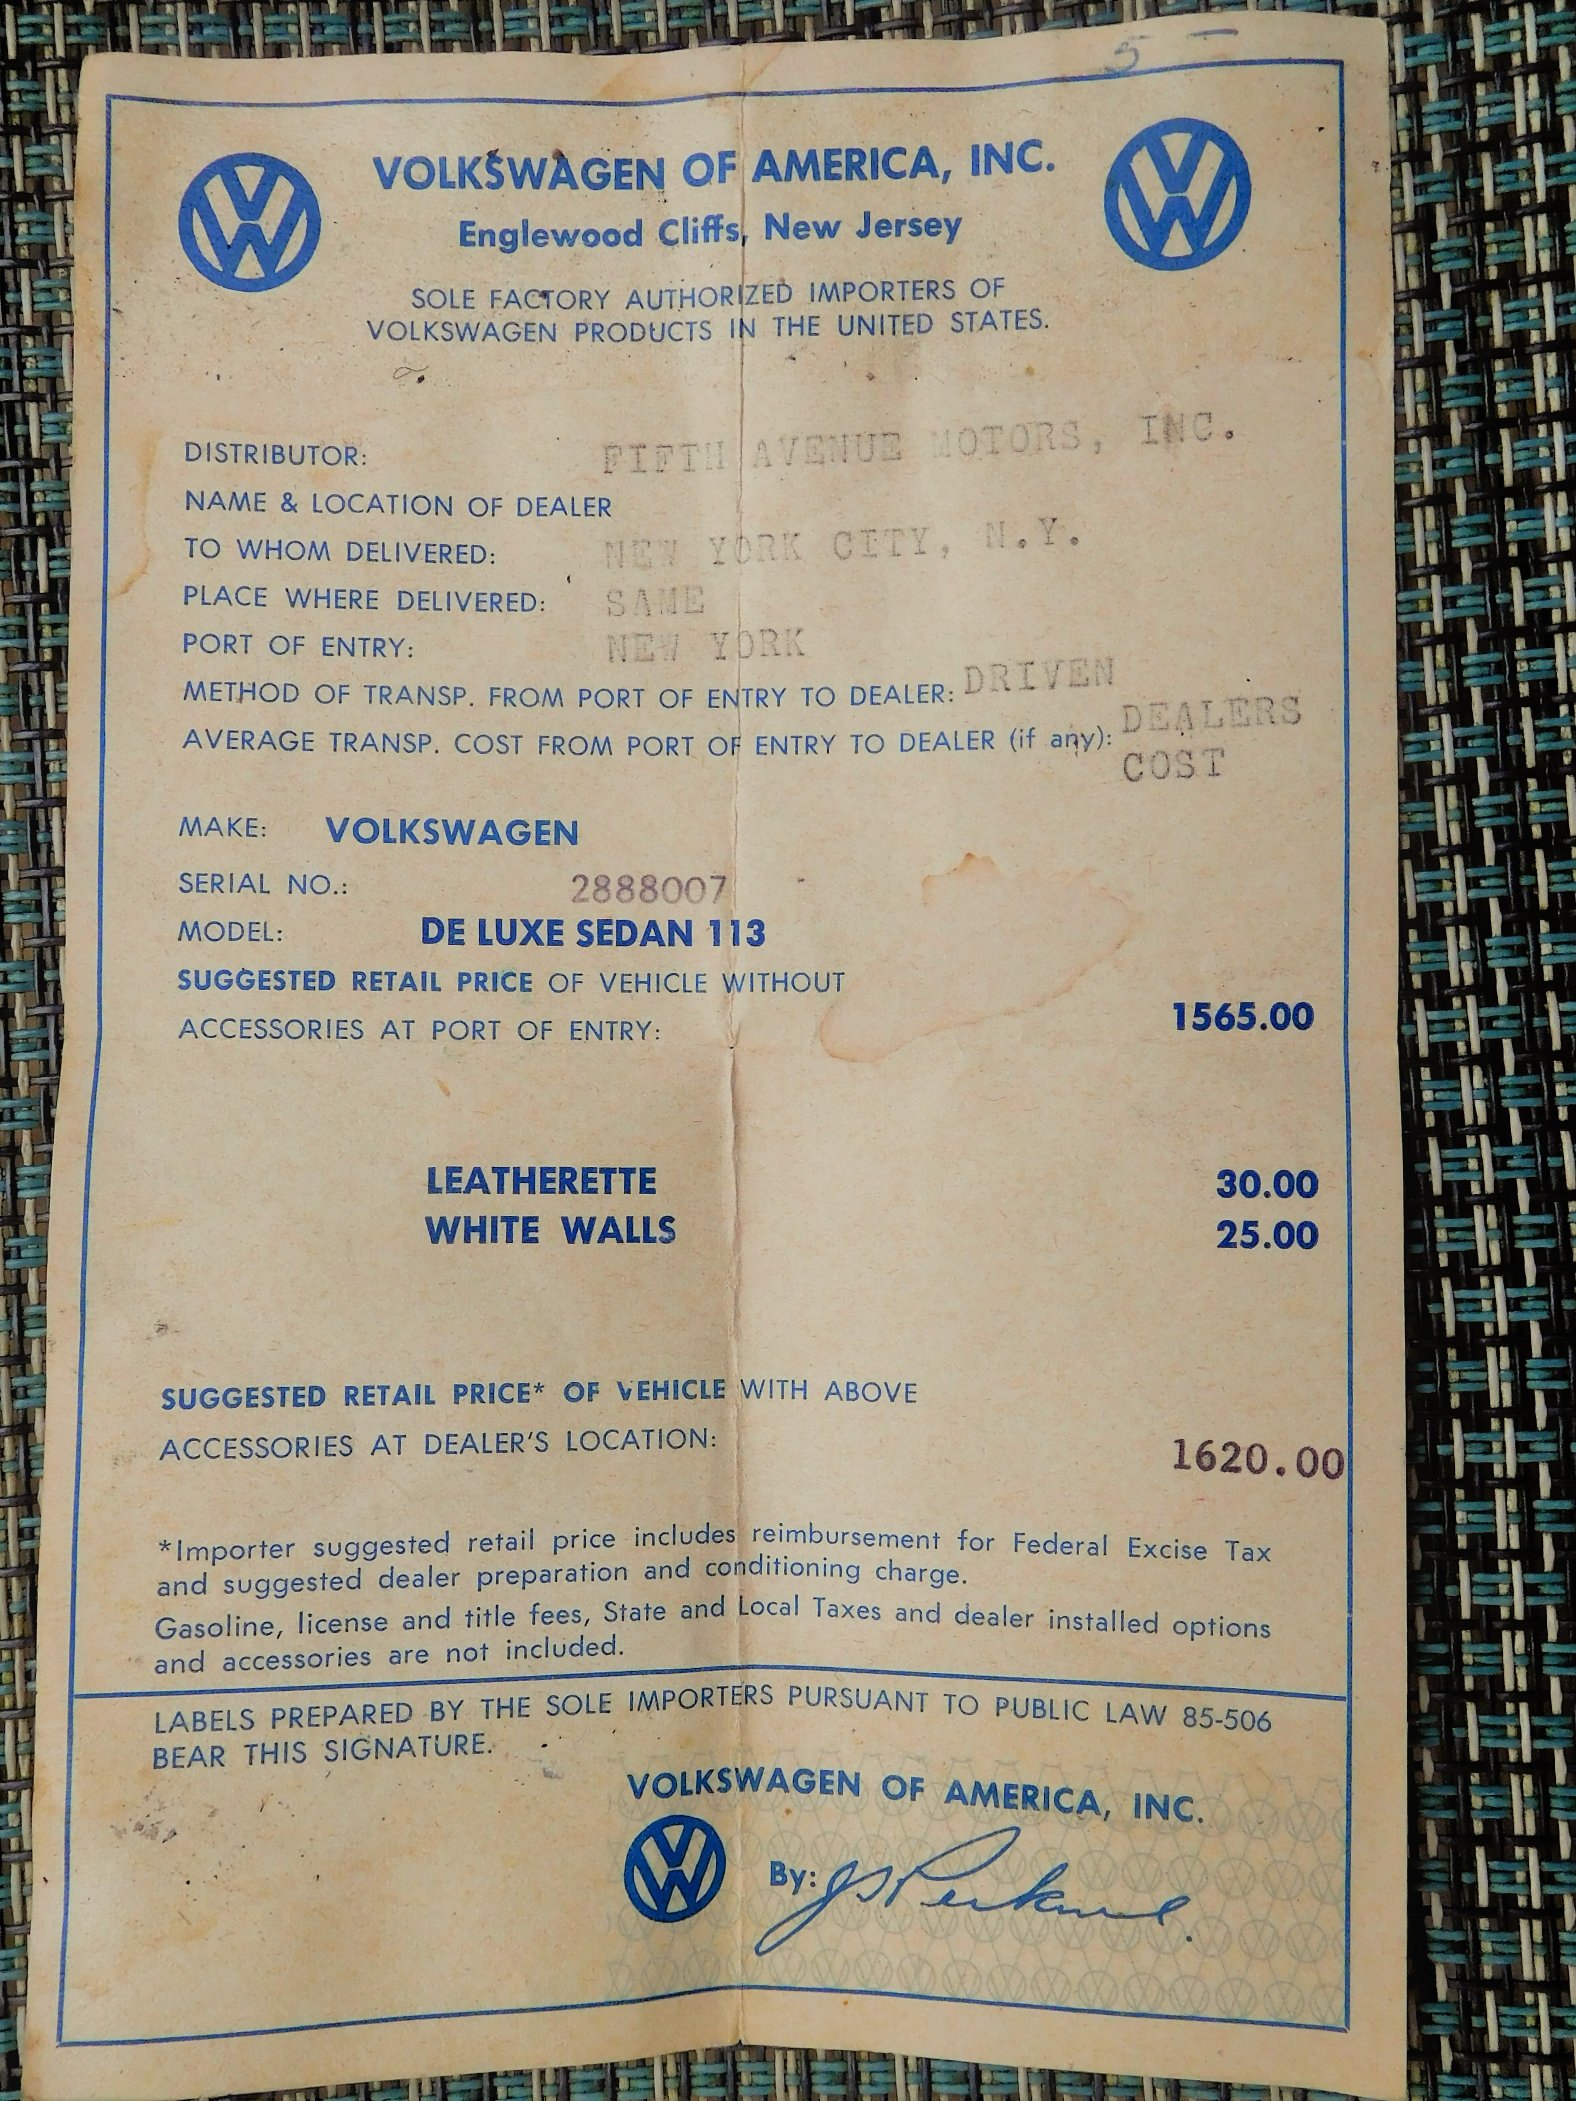 5 —
VOLKSWAGEN OF AMERICA, INC.
Englewood Cliffs, New Jersey
SOLE FACTORY AUTHORIZED IMPORTERS OF
VOLKSWAGEN PRODUCTS IN THE UNITED STATES.
DISTRIBUTOR: FIFTH AVENUE MOTORS, INC.
NAME & LOCATION OF DEALER
TO WHOM DELIVERED: NEW YORK CITY, N.Y.
PLACE WHERE DELIVERED: SAME
PORT OF ENTRY: NEW YORK
METHOD OF TRANSP. FROM PORT OF ENTRY TO DEALER: DRIVEN
AVERAGE TRANSP. COST FROM PORT OF ENTRY TO DEALER (if any): DEALERS
COST
MAKE: VOLKSWAGEN
SERIAL NO.: 2888007
MODEL: DE LUXE SEDAN 113
SUGGESTED RETAIL PRICE OF VEHICLE WITHOUT
ACCESSORIES AT PORT OF ENTRY: 1565.00
LEATHERETTE 30.00
WHITE WALLS 25.00
SUGGESTED RETAIL PRICE* OF VEHICLE WITH ABOVE
ACCESSORIES AT DEALER'S LOCATION: 1620.00
*Importer suggested retail price includes reimbursement for Federal Excise Tax
and suggested dealer preparation and conditioning charge.
Gasoline, license and title fees, State and Local Taxes and dealer installed options
and accessories are not included.
LABELS PREPARED BY THE SOLE IMPORTERS PURSUANT TO PUBLIC LAW 85-506
BEAR THIS SIGNATURE.
VOLKSWAGEN OF AMERICA, INC.
By: